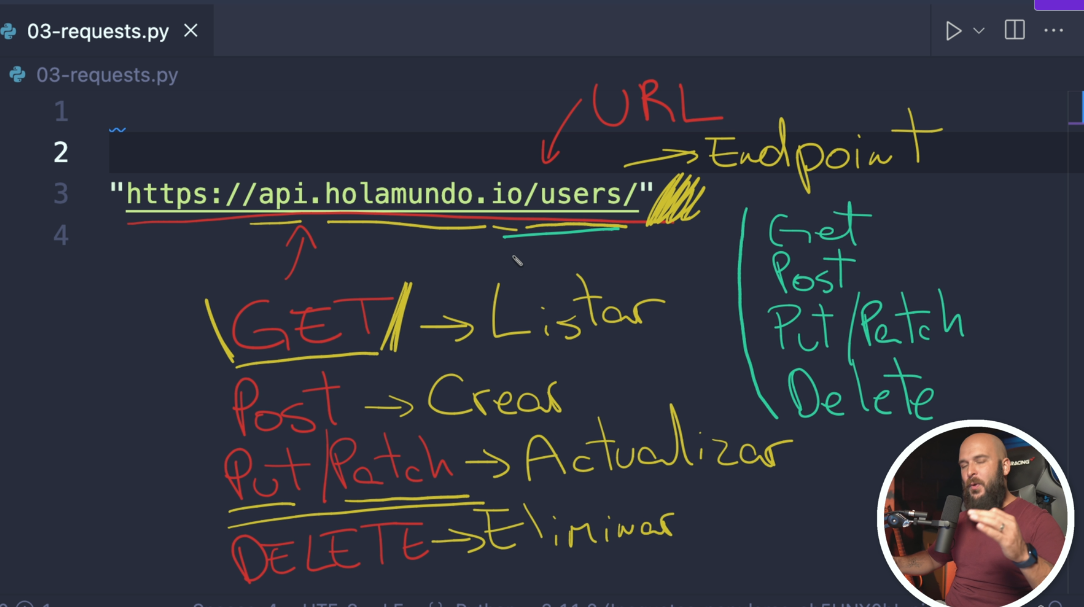 03-requests.py
03-requests.py
1
URL
2
→ Endpoint
3 "https://api.holamundo.io/users/"
4
Get
Post
Put/Patch
Delete
GET → Listar
Post → Crear
Put/Patch → Actualizar
DELETE → Eliminar
RACING